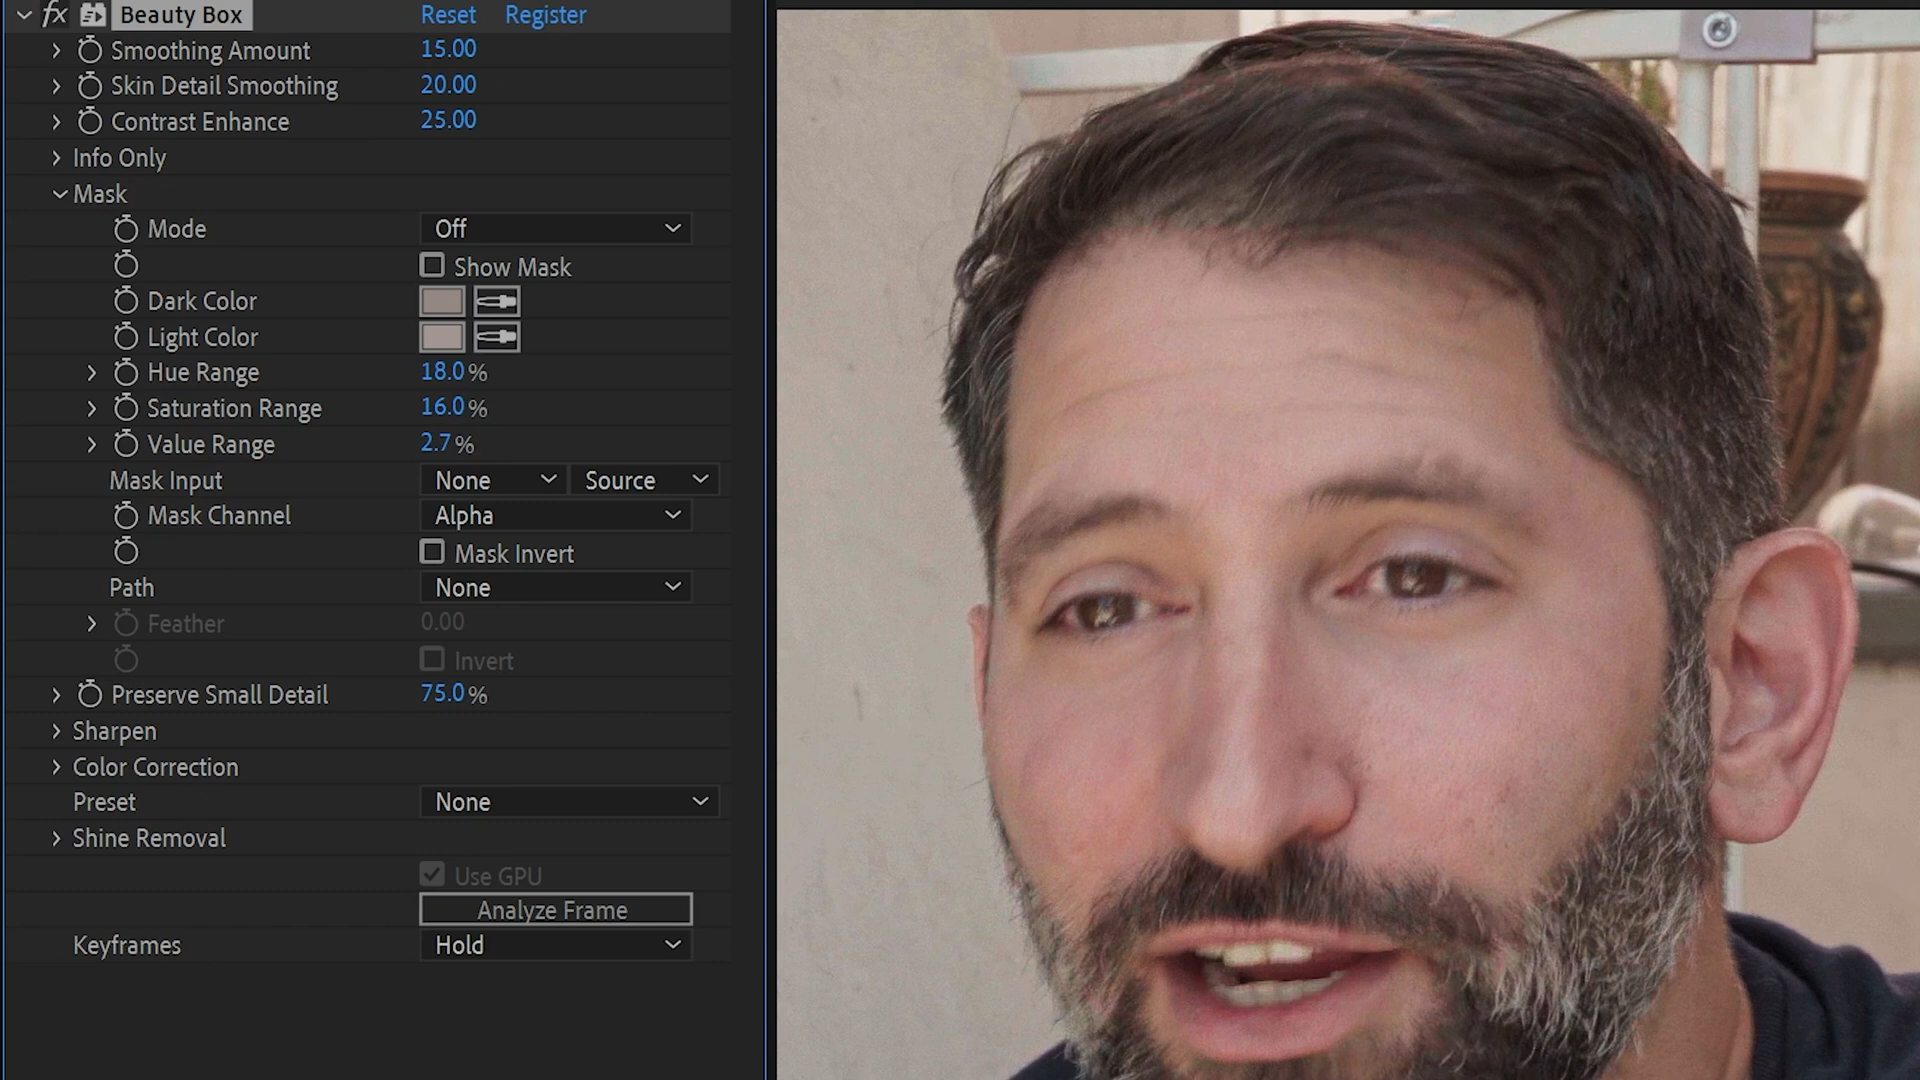 fx Beauty Box Reset Register
Smoothing Amount 15.00
Skin Detail Smoothing 20.00
Contrast Enhance 25.00
Info Only
Mask
Mode Off
Show Mask
Dark Color
Light Color
Hue Range 18.0%
Saturation Range 16.0%
Value Range 2.7%
Mask Input None Source
Mask Channel Alpha
Mask Invert
Path None
Feather 0.00
Invert
Preserve Small Detail 75.0%
Sharpen
Color Correction
Preset None
Shine Removal
Use GPU
Analyze Frame
Keyframes Hold